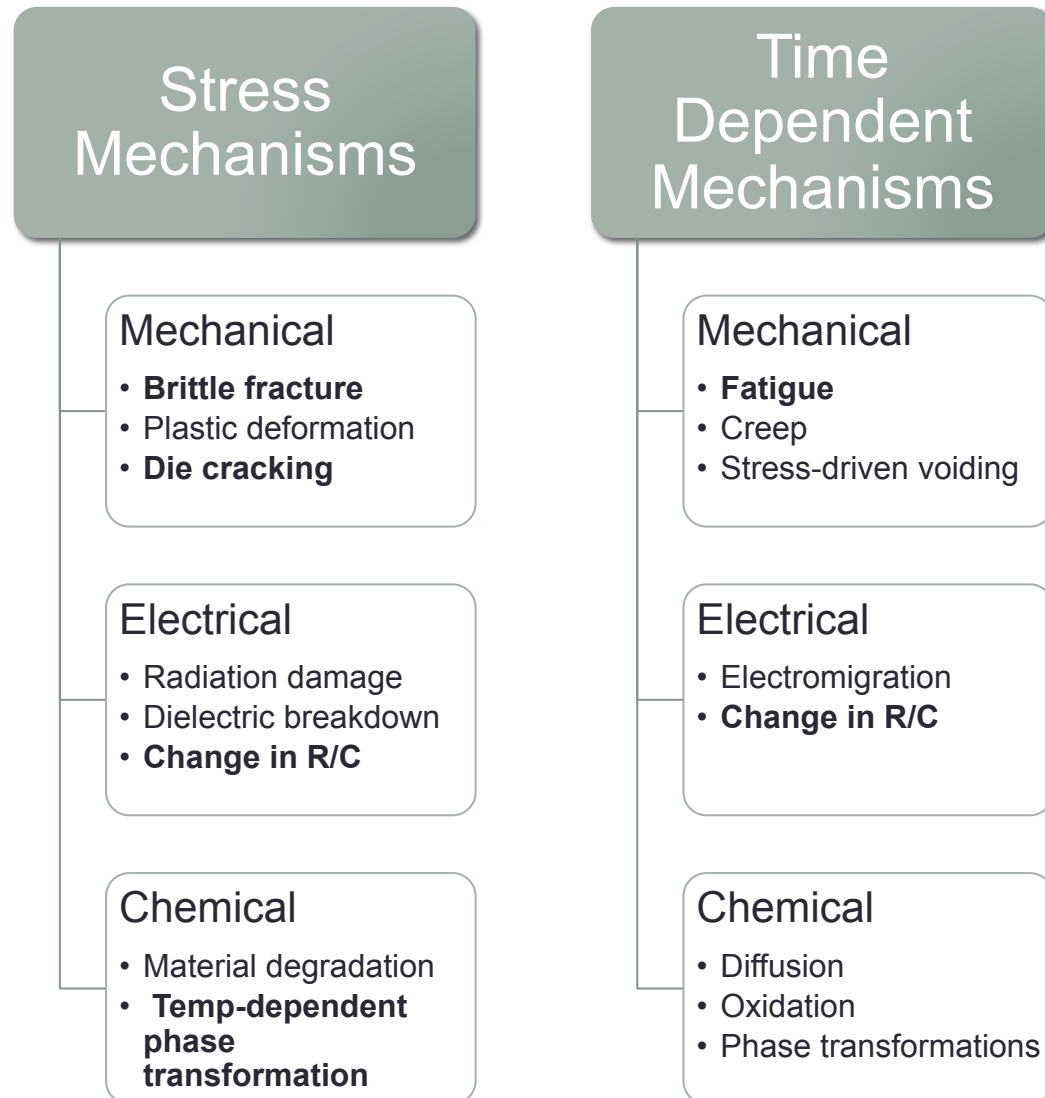 Stress
Mechanisms
Mechanical
• Brittle fracture
• Plastic deformation
• Die cracking
Electrical
• Radiation damage
• Dielectric breakdown
• Change in R/C
Chemical
• Material degradation
• Temp-dependent
phase
transformation
Time
Dependent
Mechanisms
Mechanical
• Fatigue
• Creep
• Stress-driven voiding
Electrical
• Electromigration
• Change in R/C
Chemical
• Diffusion
• Oxidation
• Phase transformations